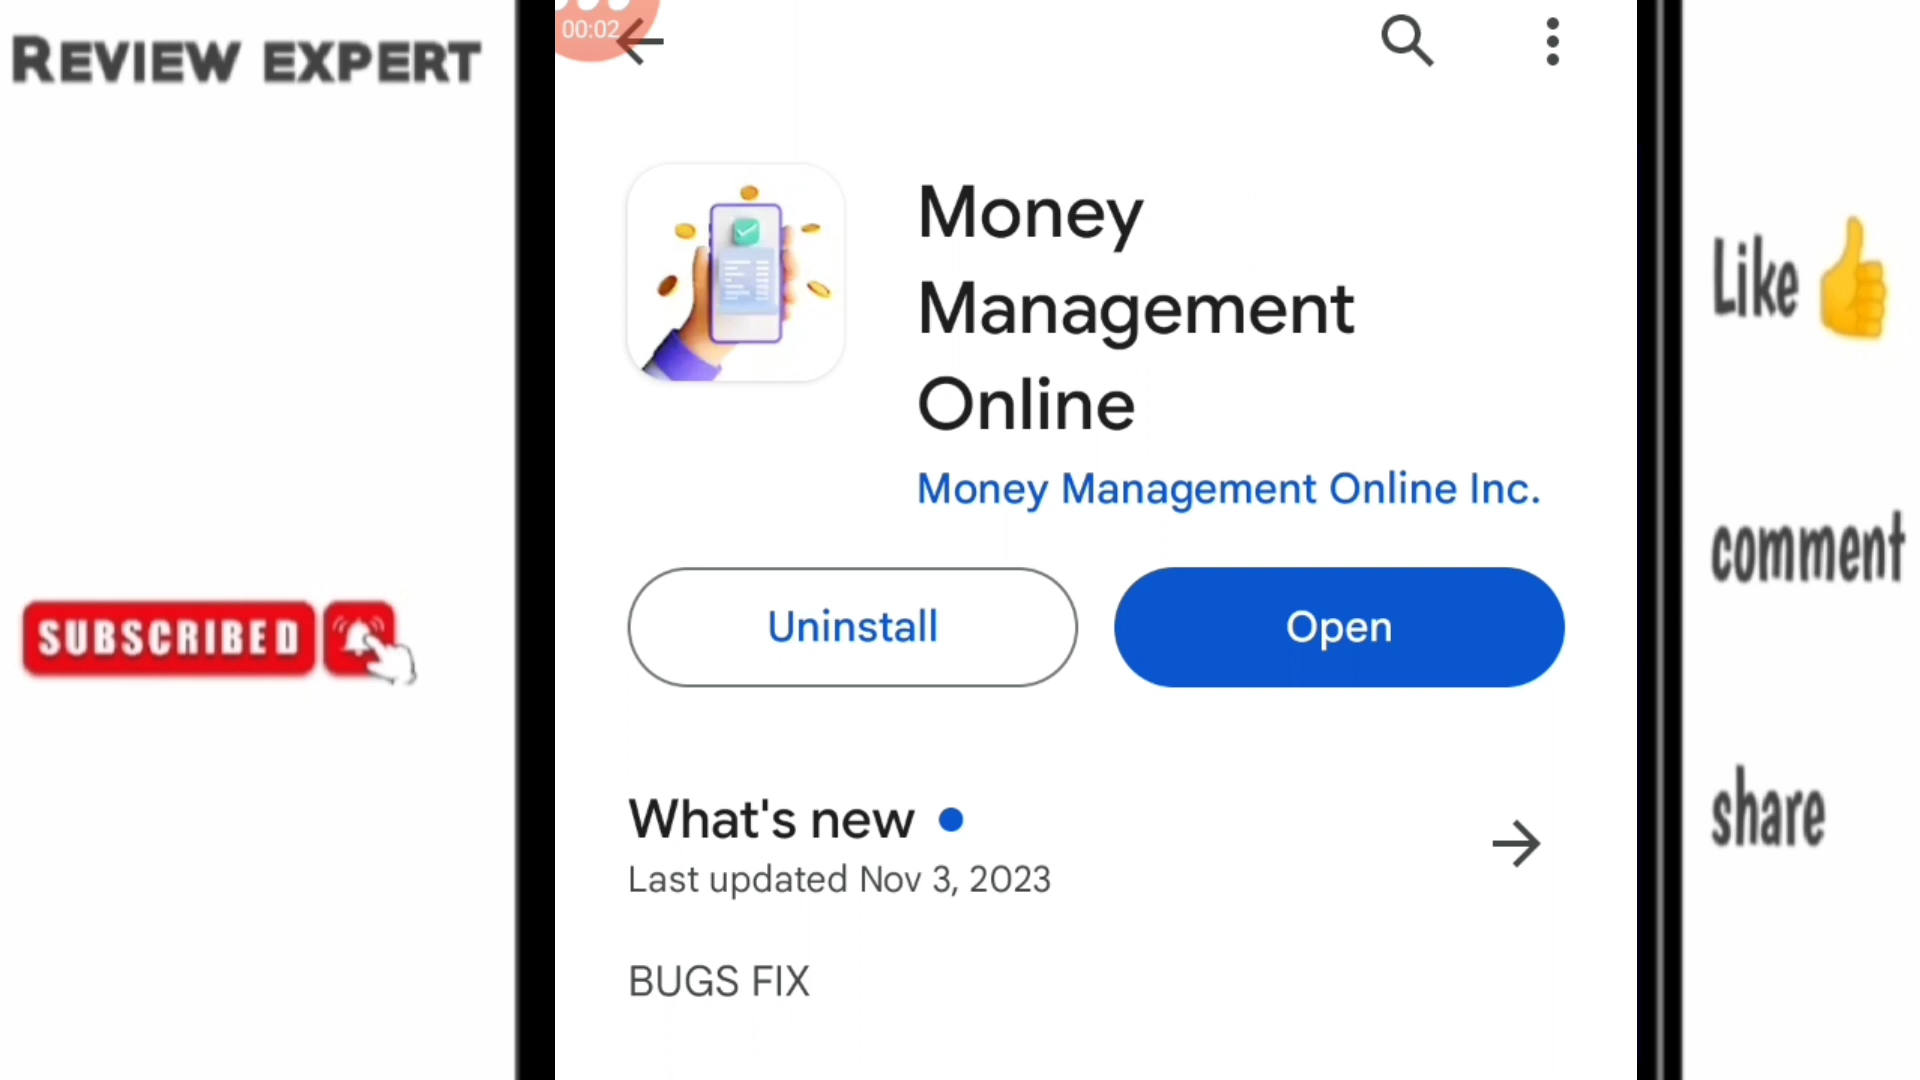 REVIEW EXPERT
SUBSCRIBED
00:02
Money
Management
Online
Money Management Online Inc.
Uninstall
Open
What's new
Last updated Nov 3, 2023
BUGS FIX
Like
comment
share